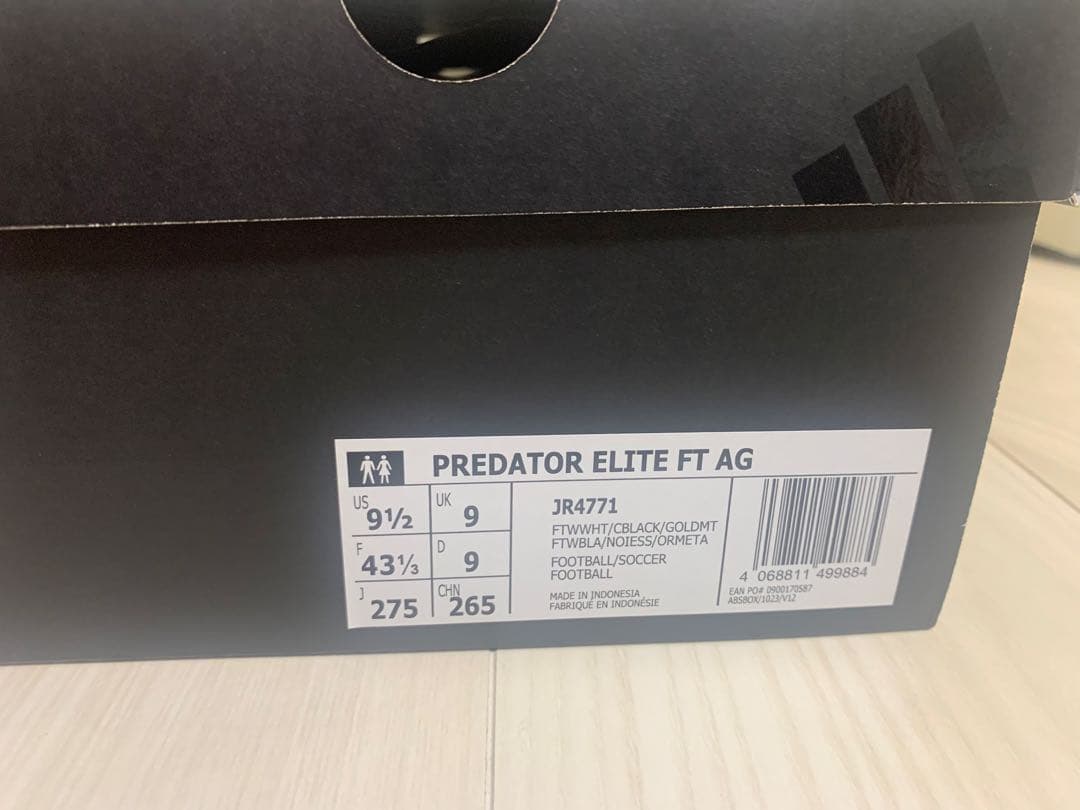 PREDATOR ELITE FT AG
US 9½
UK 9
F 43⅓
D 9
J 275
CHN 265
JR4771
FTWWHT/CBLACK/GOLDMT
FTWBLA/NOIESS/ORMETA
FOOTBALL/SOCCER
FOOTBALL
MADE IN INDONESIA
FABRIQUÉ EN INDONÉSIE
4 068811 499884
EAN PO# 0900170587
ABSBOX/1023/V12